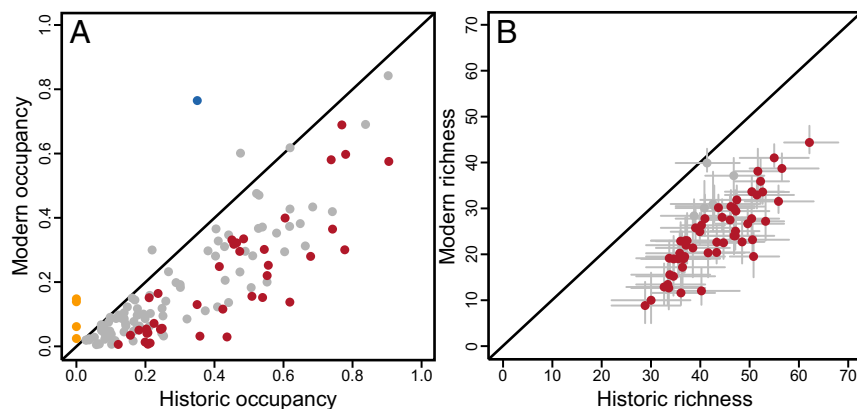 A
Modern occupancy
1.0
0.8
0.6
0.4
0.2
0.0
0.0 0.2 0.4 0.6 0.8 1.0
Historic occupancy
B
Modern richness
70
60
50
40
30
20
10
0
0 10 20 30 40 50 60 70
Historic richness